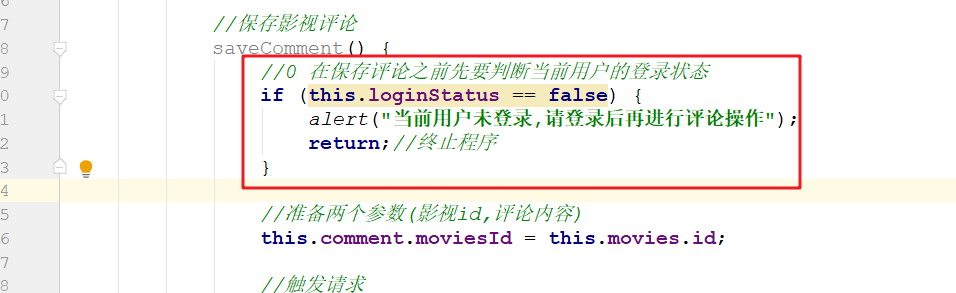 7 //保存影视评论
8 saveComment() {
9 //0 在保存评论之前先要判断当前用户的登录状态
0 if (this.loginStatus == false) {
1 alert("当前用户未登录,请登录后再进行评论操作");
2 return;//终止程序
3 }
4
5 //准备两个参数(影视id,评论内容)
6 this.comment.moviesId = this.movies.id;
7
8 //触发请求